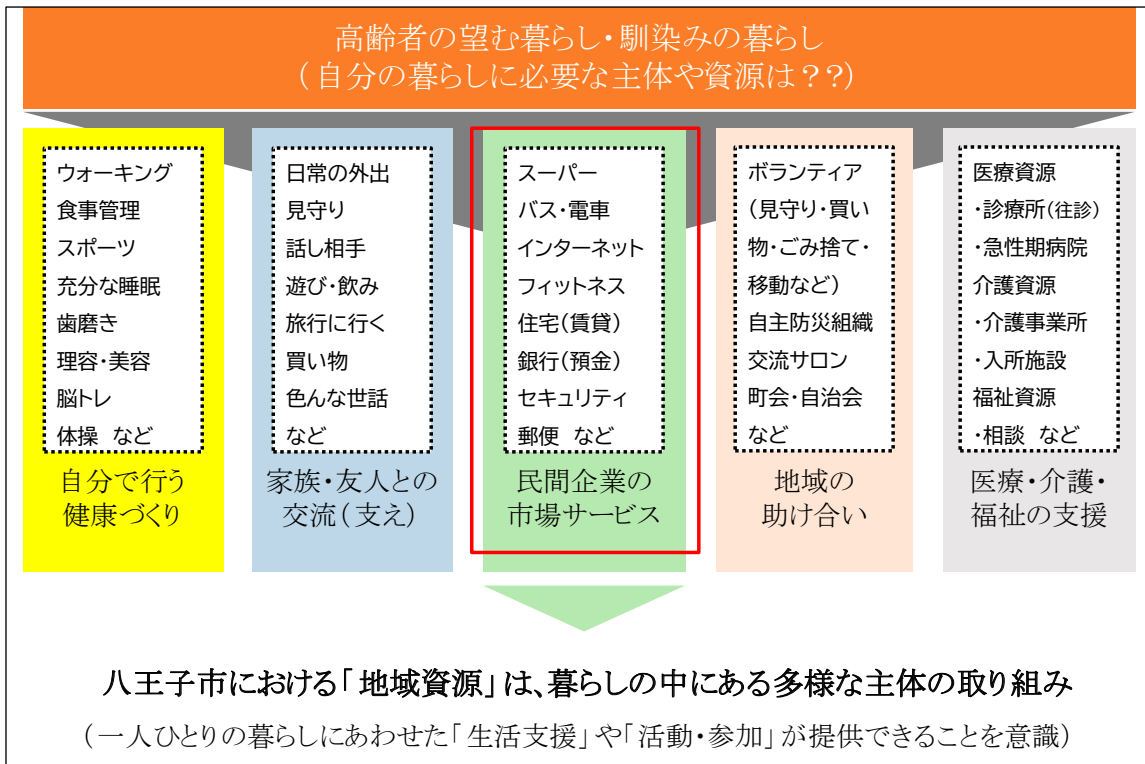 高齢者の望む暮らし・馴染みの暮らし
(自分の暮らしに必要な主体や資源は??)
ウォーキング
食事管理
スポーツ
充分な睡眠
歯磨き
理容・美容
脳トレ
体操 など
自分で行う
健康づくり
日常の外出
見守り
話し相手
遊び・飲み
旅行に行く
買い物
色んな世話
など
家族・友人との
交流(支え)
スーパー
バス・電車
インターネット
フィットネス
住宅(賃貸)
銀行(預金)
セキュリティ
郵便 など
民間企業の
市場サービス
ボランティア
(見守り・買い
物・ごみ捨て・
移動など)
自主防災組織
交流サロン
町会・自治会
など
地域の
助け合い
医療資源
・診療所(往診)
・急性期病院
介護資源
・介護事業所
・入所施設
福祉資源
・相談 など
医療・介護・
福祉の支援
八王子市における「地域資源」は、暮らしの中にある多様な主体の取り組み
(一人ひとりの暮らしにあわせた「生活支援」や「活動・参加」が提供できることを意識)